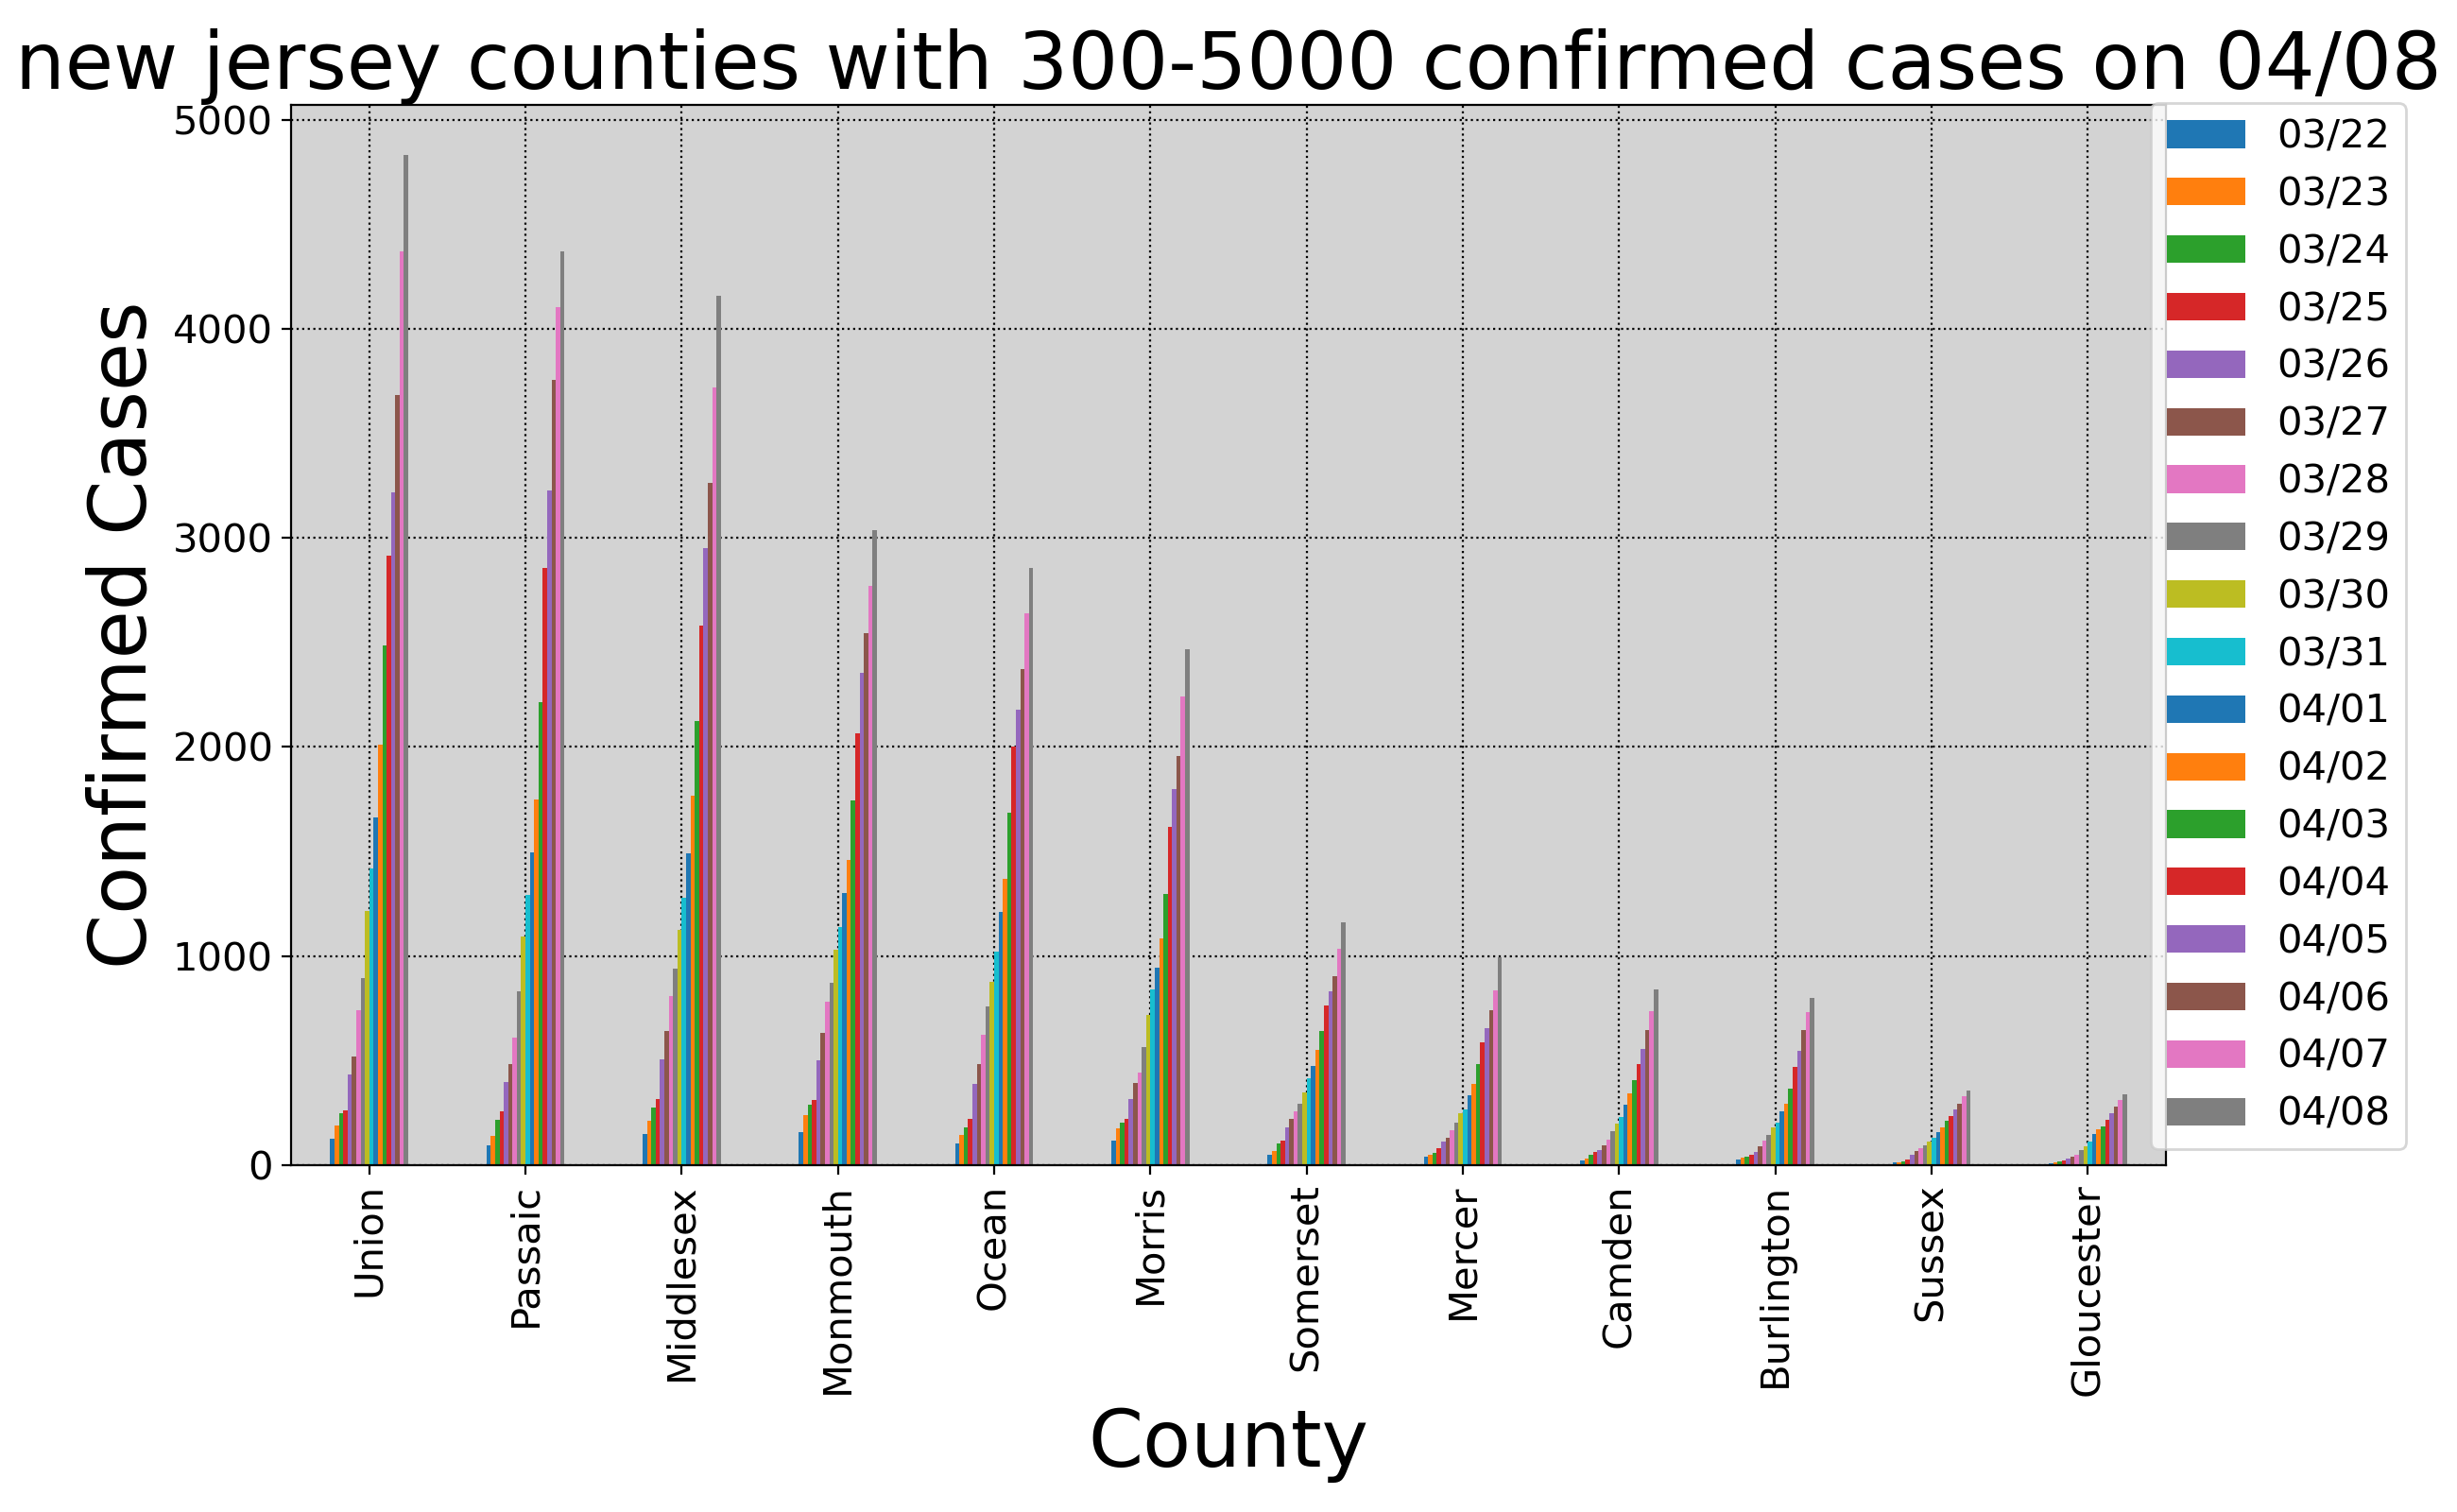 new jersey counties with 300-5000 confirmed cases on 04/08
5000
4000
3000
2000
1000
0
Confirmed Cases
Union
Passaic
Middlesex
Monmouth
Ocean
Morris
Somerset
Mercer
Camden
Burlington
Sussex
Gloucester
County
03/22
03/23
03/24
03/25
03/26
03/27
03/28
03/29
03/30
03/31
04/01
04/02
04/03
04/04
04/05
04/06
04/07
04/08